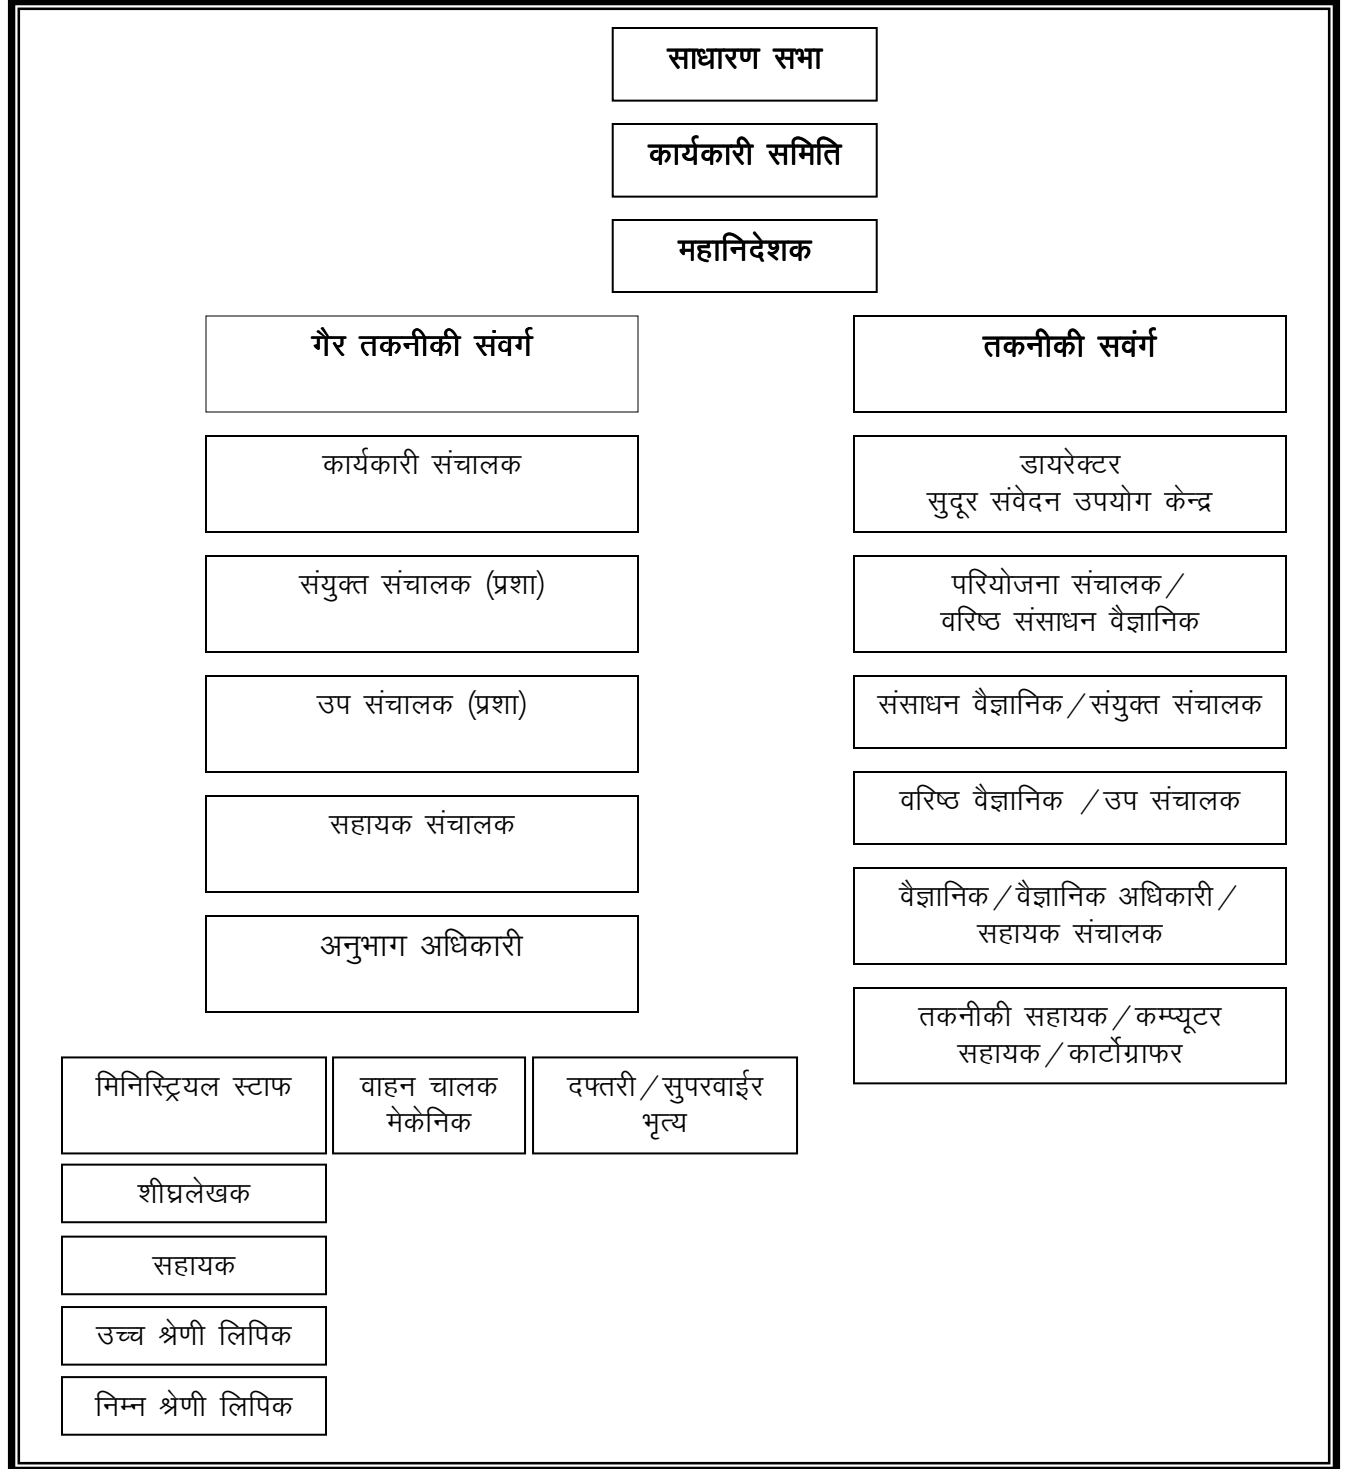 साधारण सभा
कार्यकारी समिति
महानिदेशक
गैर तकनीकी संवर्ग
कार्यकारी संचालक
संयुक्त संचालक (प्रशा)
उप संचालक (प्रशा)
सहायक संचालक
अनुभाग अधिकारी
मिनिस्ट्रियल स्टाफ
वाहन चालक
मेकेनिक
दफ्तरी/सुपरवाईर
भृत्य
शीघ्रलेखक
सहायक
उच्च श्रेणी लिपिक
निम्न श्रेणी लिपिक
तकनीकी सवंर्ग
डायरेक्टर
सुदूर संवेदन उपयोग केन्द्र
परियोजना संचालक/
वरिष्ठ संसाधन वैज्ञानिक
संसाधन वैज्ञानिक/संयुक्त संचालक
वरिष्ठ वैज्ञानिक /उप संचालक
वैज्ञानिक/वैज्ञानिक अधिकारी/
सहायक संचालक
तकनीकी सहायक/कम्प्यूटर
सहायक/कार्टोग्राफर